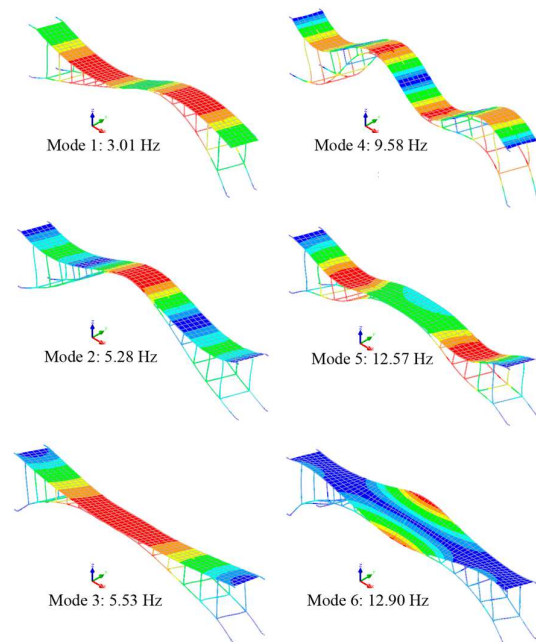 Mode 1: 3.01 Hz
Mode 4: 9.58 Hz
Mode 2: 5.28 Hz
Mode 5: 12.57 Hz
Mode 3: 5.53 Hz
Mode 6: 12.90 Hz